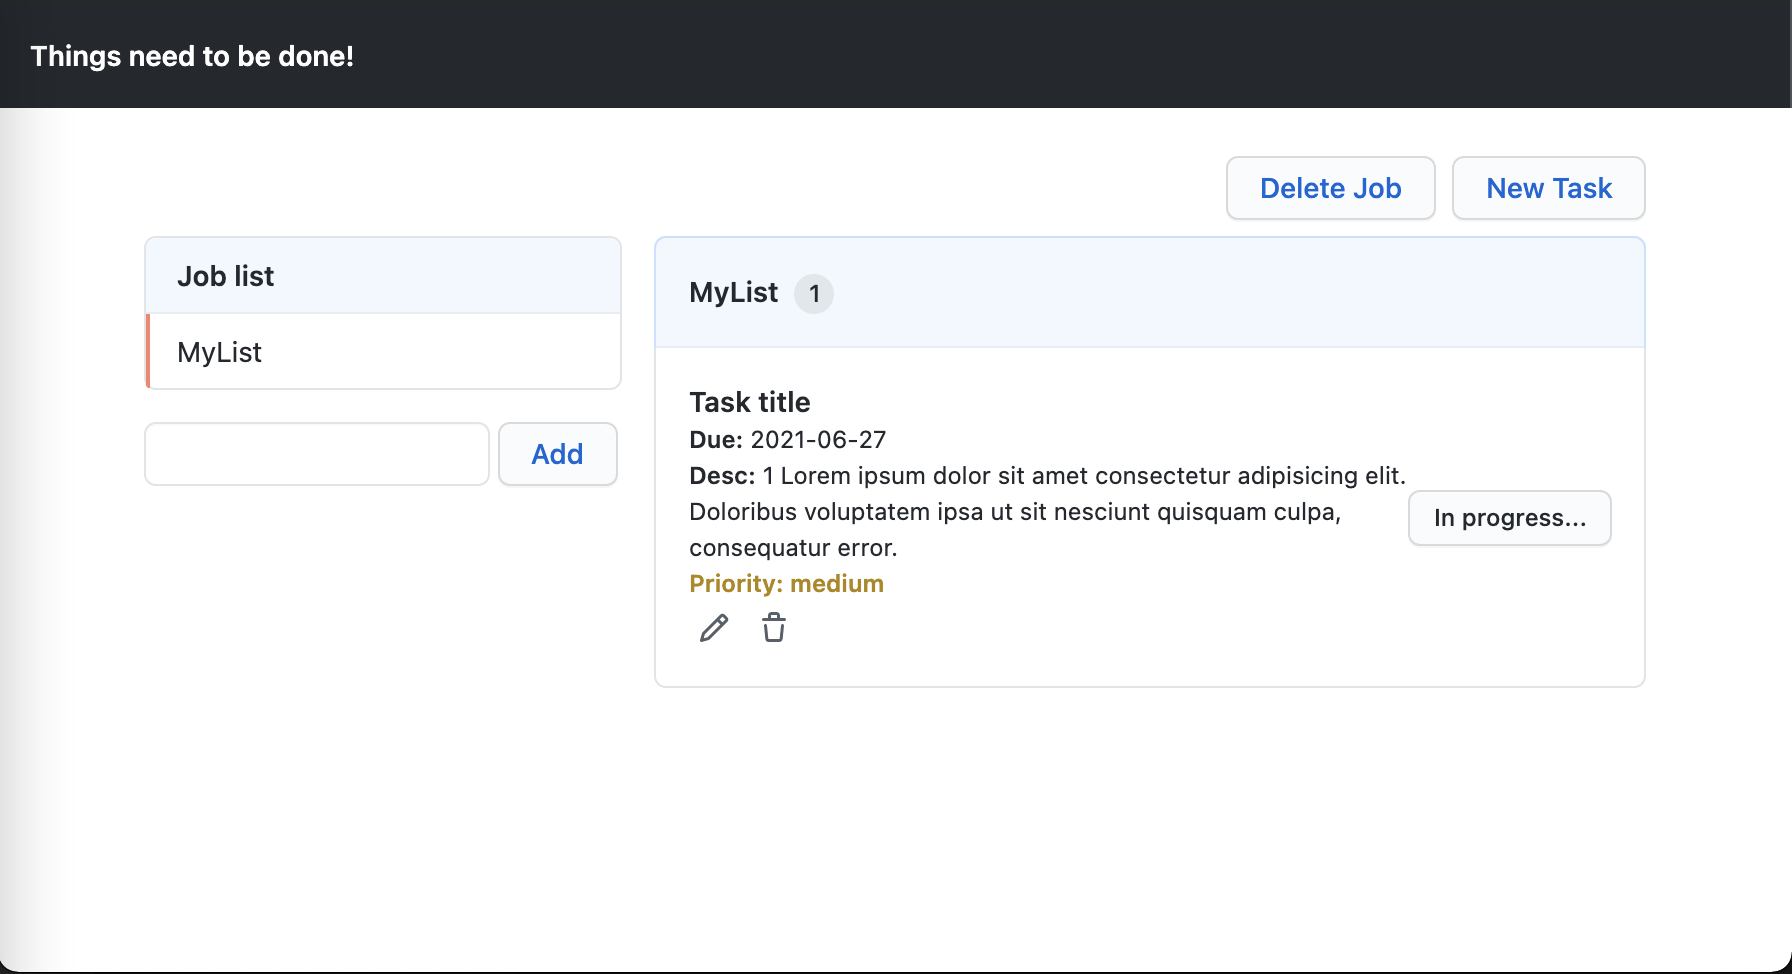 Things need to be done!
Delete Job
New Task
Job list
MyList
Add
MyList 1
Task title
Due: 2021-06-27
Desc: 1 Lorem ipsum dolor sit amet consectetur adipisicing elit.
Doloribus voluptatem ipsa ut sit nesciunt quisquam culpa,
consequatur error.
In progress...
Priority: medium